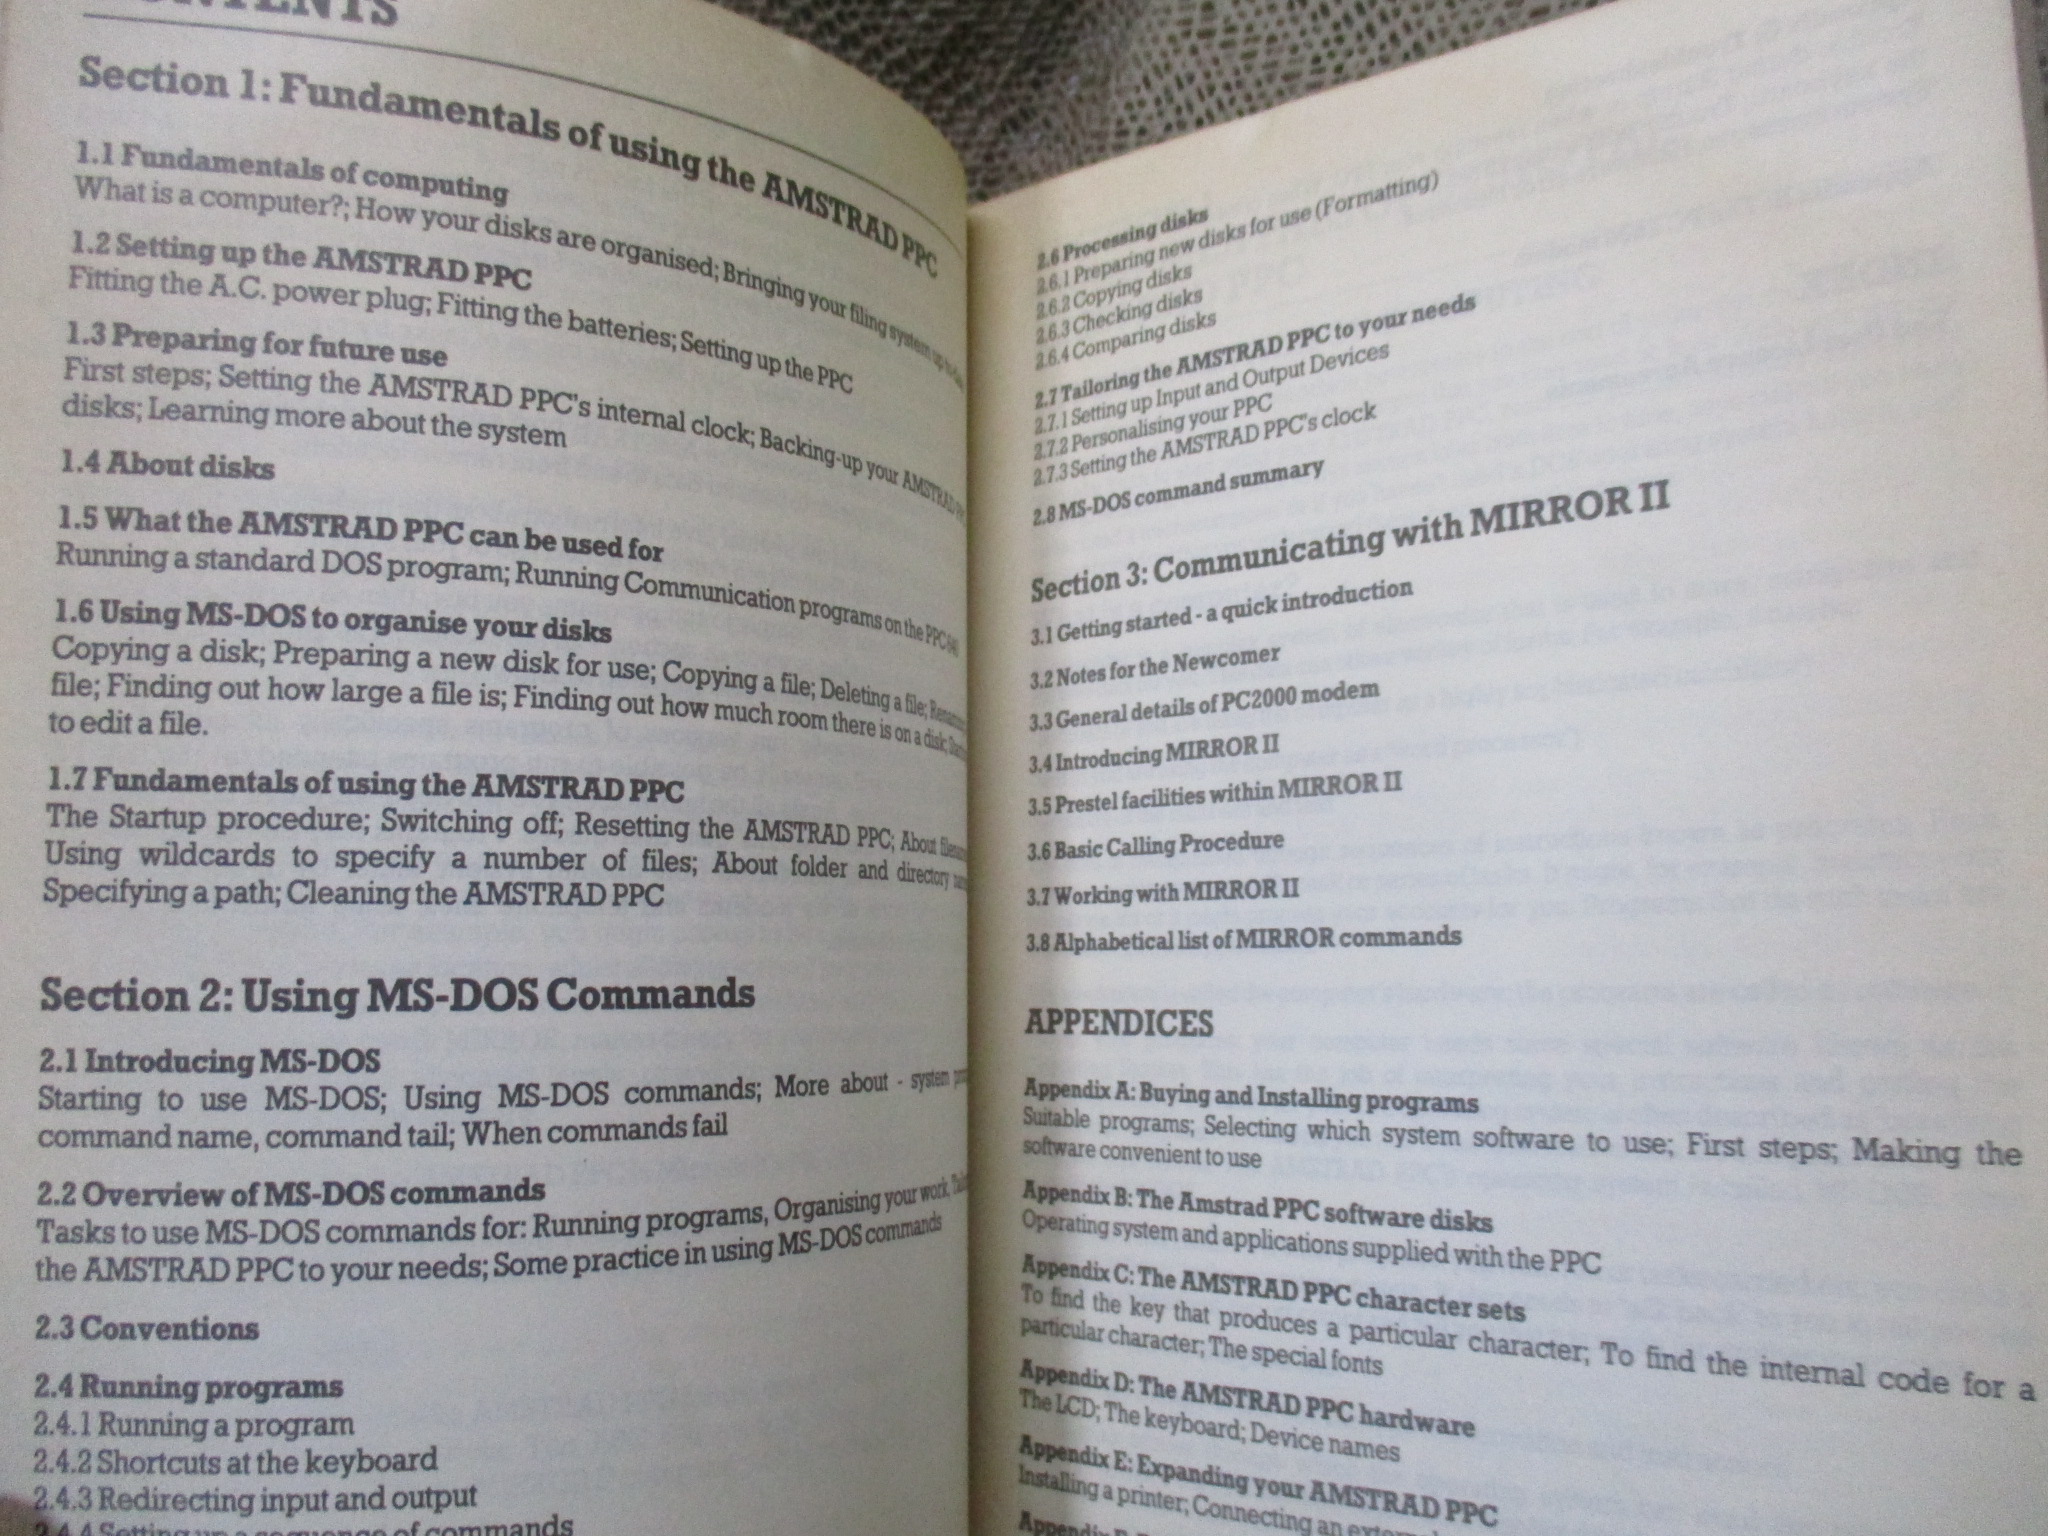 CONTENTS
Section 1: Fundamentals of using the AMSTRAD PPC
1.1 Fundamentals of computing
What is a computer?; How your disks are organised; Bringing your filing system up-to-date
1.2 Setting up the AMSTRAD PPC
Fitting the A.C. power plug; Fitting the batteries; Setting up the PPC
1.3 Preparing for future use
First steps; Setting the AMSTRAD PPC's internal clock; Backing-up your AMSTRAD
disks; Learning more about the system
1.4 About disks
1.5 What the AMSTRAD PPC can be used for
Running a standard DOS program; Running Communication programs on the PPC
1.6 Using MS-DOS to organise your disks
Copying a disk; Preparing a new disk for use; Copying a file; Deleting a file;
file; Finding out how large a file is; Finding out how much room there is on a disk;
to edit a file.
1.7 Fundamentals of using the AMSTRAD PPC
The Startup procedure; Switching off; Resetting the AMSTRAD PPC; About
Using wildcards to specify a number of files; About folder and directory
Specifying a path; Cleaning the AMSTRAD PPC
Section 2: Using MS-DOS Commands
2.1 Introducing MS-DOS
Starting to use MS-DOS; Using MS-DOS commands; More about - system
command name, command tail; When commands fail
2.2 Overview of MS-DOS commands
Tasks to use MS-DOS commands for: Running programs, Organising your work,
the AMSTRAD PPC to your needs; Some practice in using MS-DOS commands
2.3 Conventions
2.4 Running programs
2.4.1 Running a program
2.4.2 Shortcuts at the keyboard
2.4.3 Redirecting input and output
2.4.4 Setting up a sequence of commands
2.6 Processing disks
2.6.1 Preparing new disks for use (Formatting)
2.6.2 Copying disks
2.6.3 Checking disks
2.6.4 Comparing disks
2.7 Tailoring the AMSTRAD PPC to your needs
2.7.1 Setting up Input and Output Devices
2.7.2 Personalising your PPC
2.7.3 Setting the AMSTRAD PPC's clock
2.8 MS-DOS command summary
Section 3: Communicating with MIRROR II
3.1 Getting started - a quick introduction
3.2 Notes for the Newcomer
3.3 General details of PC2000 modem
3.4 Introducing MIRROR II
3.5 Prestel facilities within MIRROR II
3.6 Basic Calling Procedure
3.7 Working with MIRROR II
3.8 Alphabetical list of MIRROR commands
APPENDICES
Appendix A: Buying and Installing programs
Suitable programs; Selecting which system software to use; First steps; Making the
software convenient to use
Appendix B: The Amstrad PPC software disks
Operating system and applications supplied with the PPC
Appendix C: The AMSTRAD PPC character sets
To find the key that produces a particular character; To find the internal code for a
particular character; The special fonts
Appendix D: The AMSTRAD PPC hardware
The LCD; The keyboard; Device names
Appendix E: Expanding your AMSTRAD PPC
Installing a printer; Connecting an
Appendix